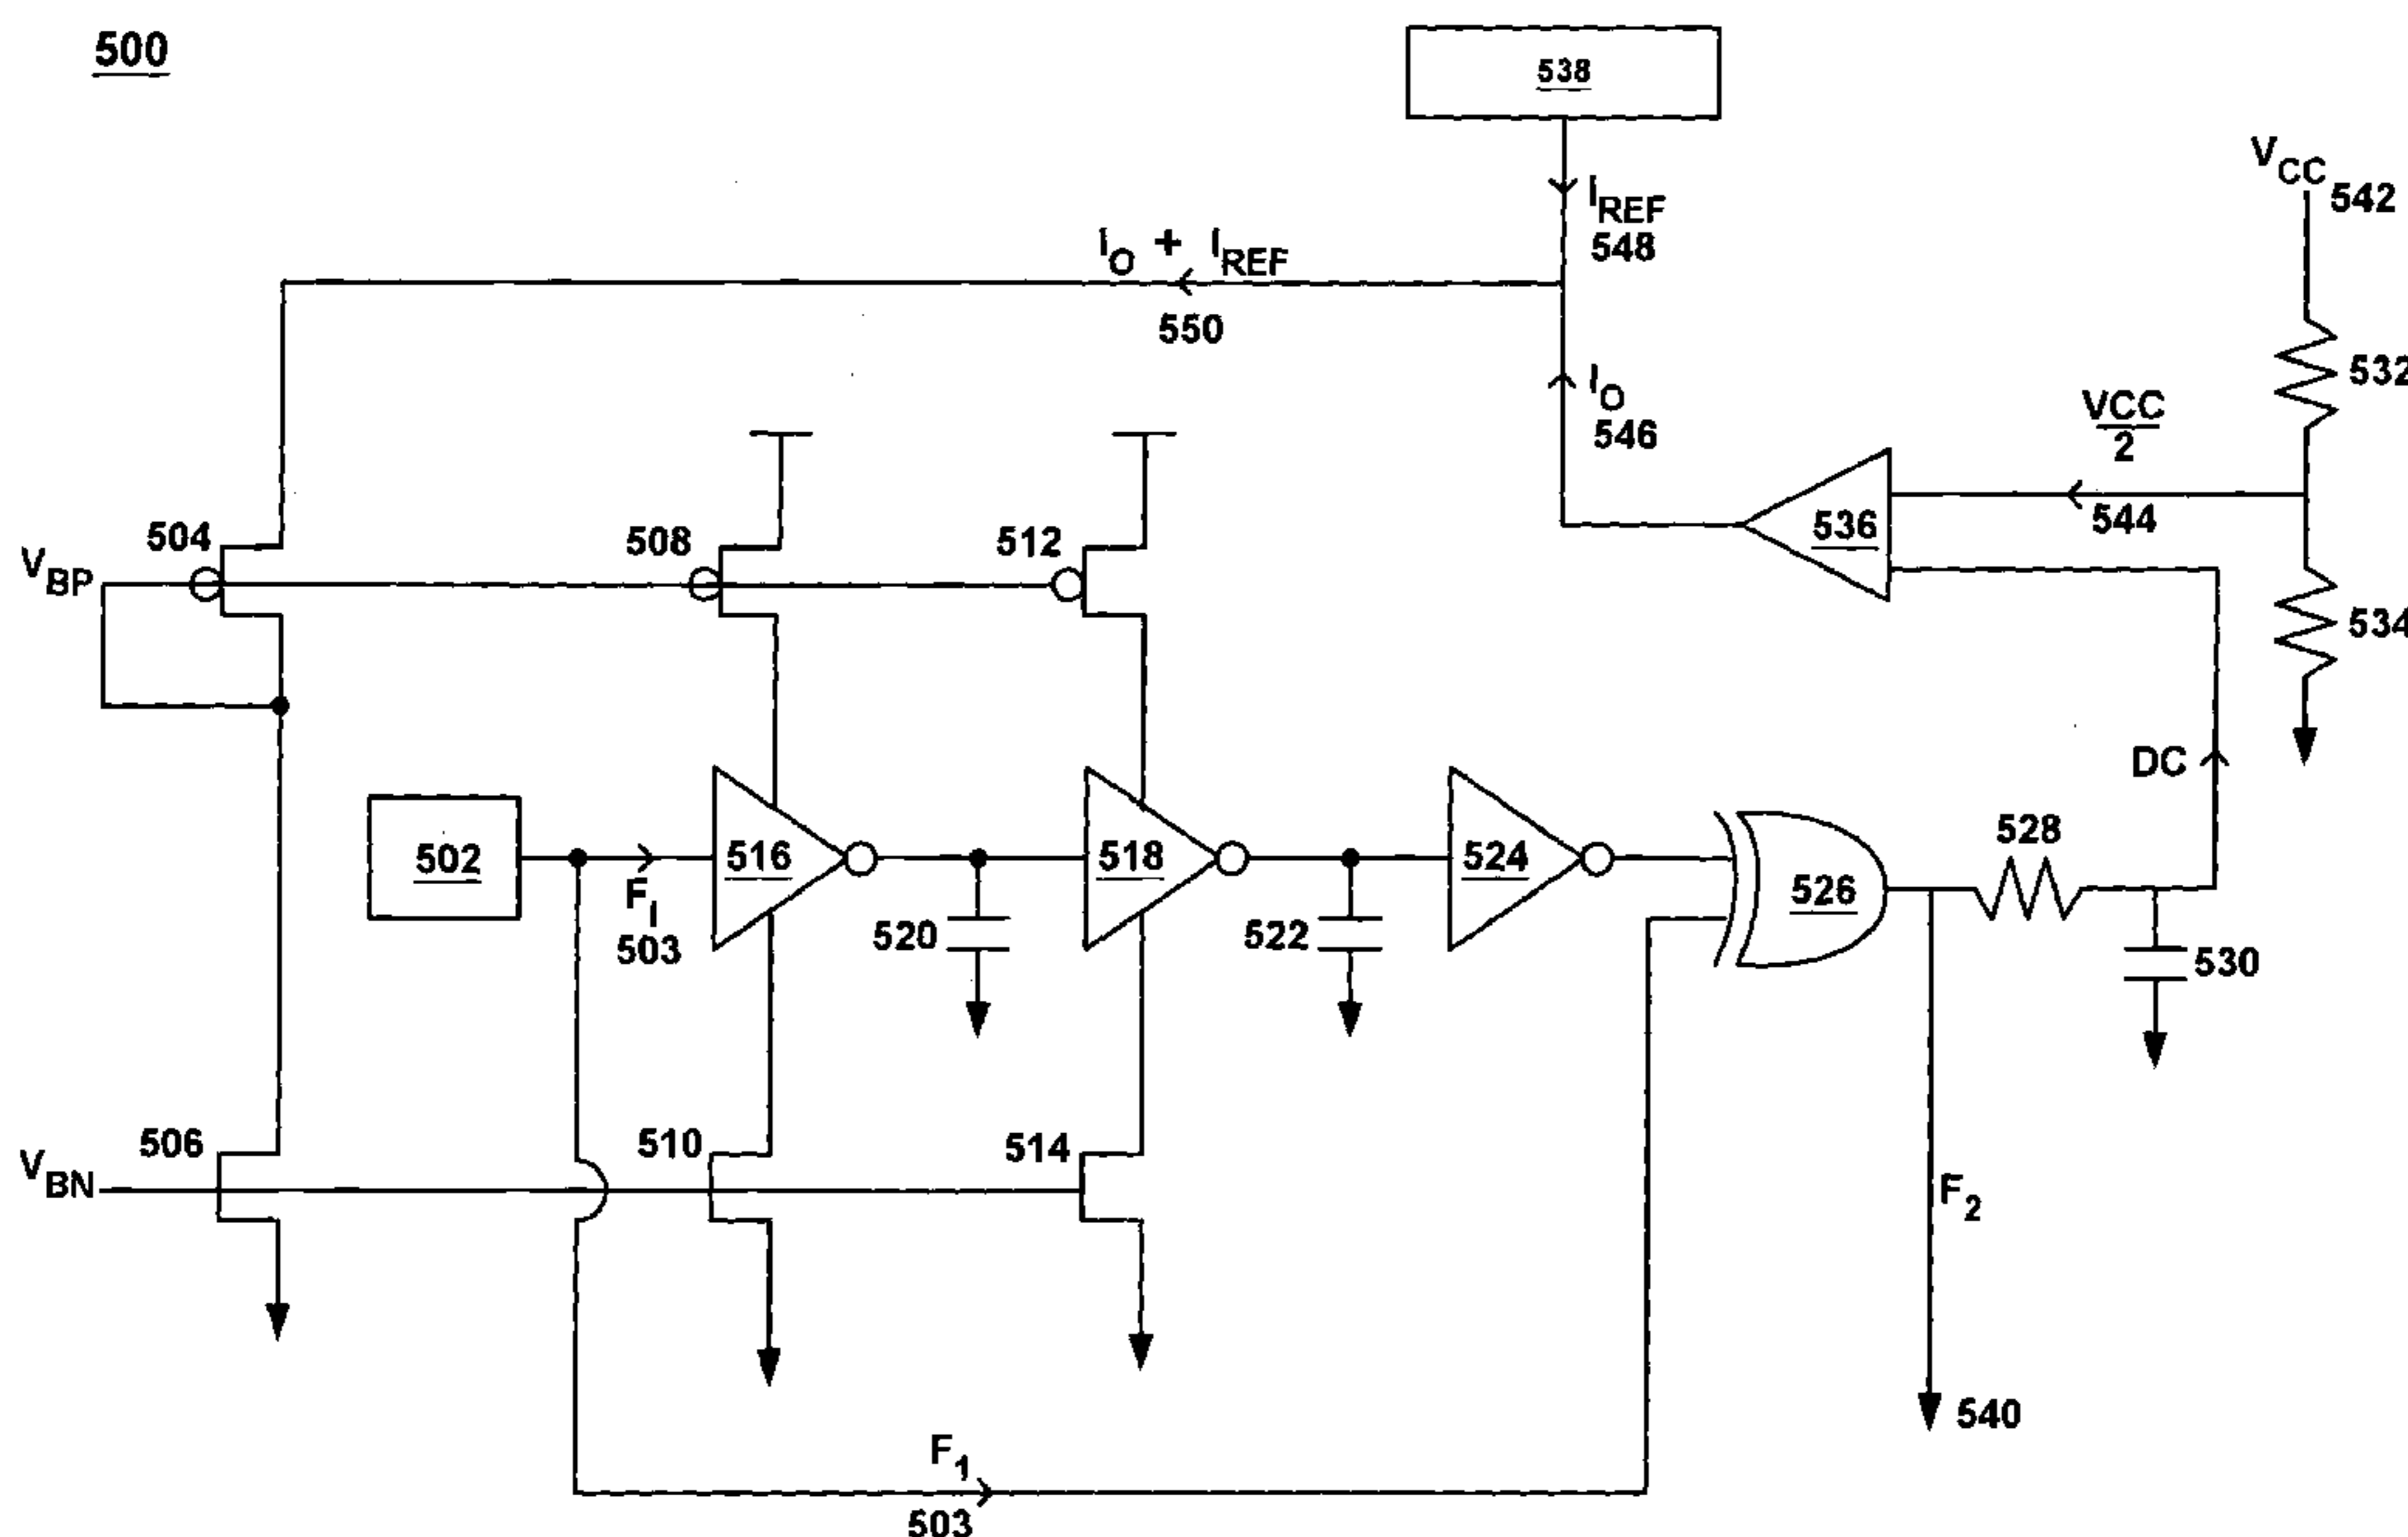 500
538
V_CC 542
I_REF 548
I_O + I_REF
550
532
I_O 546
VCC/2
544
536
504
508
512
V_BP
534
DC
502
F_I 503
516
520
518
522
524
526
528
530
506
510
514
V_BN
F_2
540
F_1
503